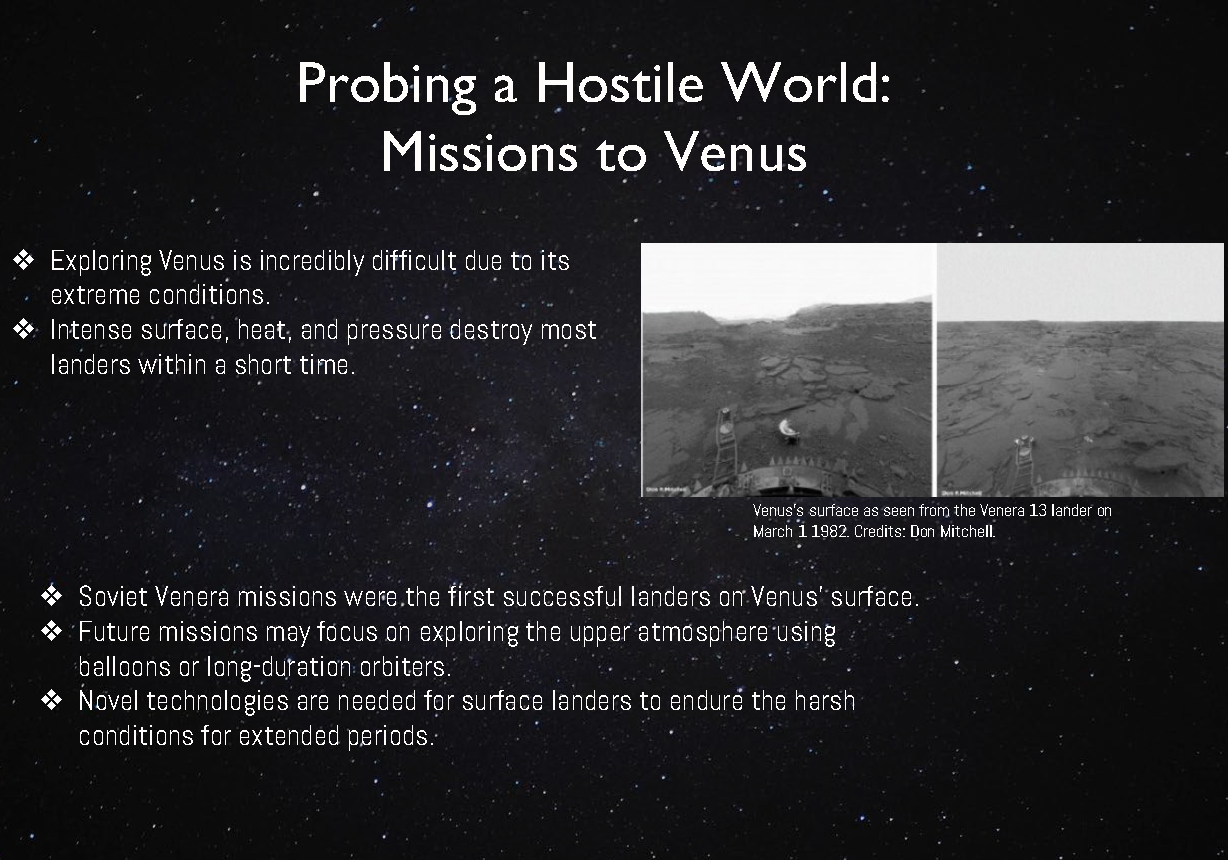 Probing a Hostile World:
Missions to Venus
❖ Exploring Venus is incredibly difficult due to its
extreme conditions.
❖ Intense surface, heat, and pressure destroy most
landers within a short time.
Don P. Mitchell
Don P. Mitchell
Venus's surface as seen from the Venera 13 lander on
March 1 1982. Credits: Don Mitchell.
❖ Soviet Venera missions were the first successful landers on Venus' surface.
❖ Future missions may focus on exploring the upper atmosphere using
balloons or long-duration orbiters.
❖ Novel technologies are needed for surface landers to endure the harsh
conditions for extended periods.